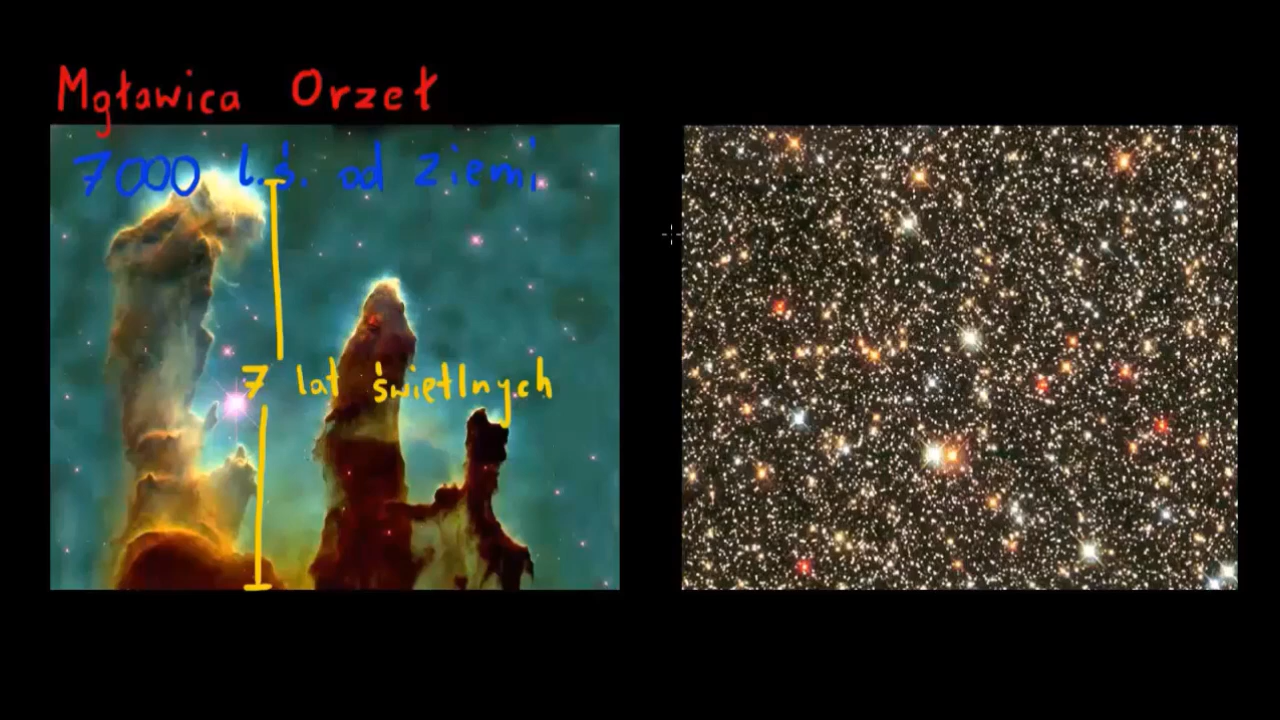 Mgławica Orzeł
7000 l.ś. od Ziemi
7 lat świetlnych